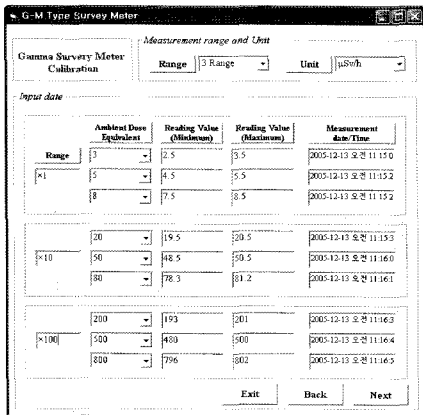 G-M Type Survey Meter
Measurement range and Unit
Gamma Survery Meter
Calibration
Range 3 Range Unit μSv/h
Input date
Ambient Dose Equivalent Reading Value (Minimum) Reading Value (Maximum) Measurement date/Time
Range 3 2.5 3.5 2005-12-13 오전 11:15:0
×1 5 4.5 5.5 2005-12-13 오전 11:15:2
8 7.5 8.5 2005-12-13 오전 11:15:2
20 19.5 20.5 2005-12-13 오전 11:15:3
×10 50 48.5 50.5 2005-12-13 오전 11:16:0
80 78.3 81.2 2005-12-13 오전 11:16:1
200 193 201 2005-12-13 오전 11:16:3
×100 500 480 500 2005-12-13 오전 11:16:4
800 796 802 2005-12-13 오전 11:16:5
Exit Back Next